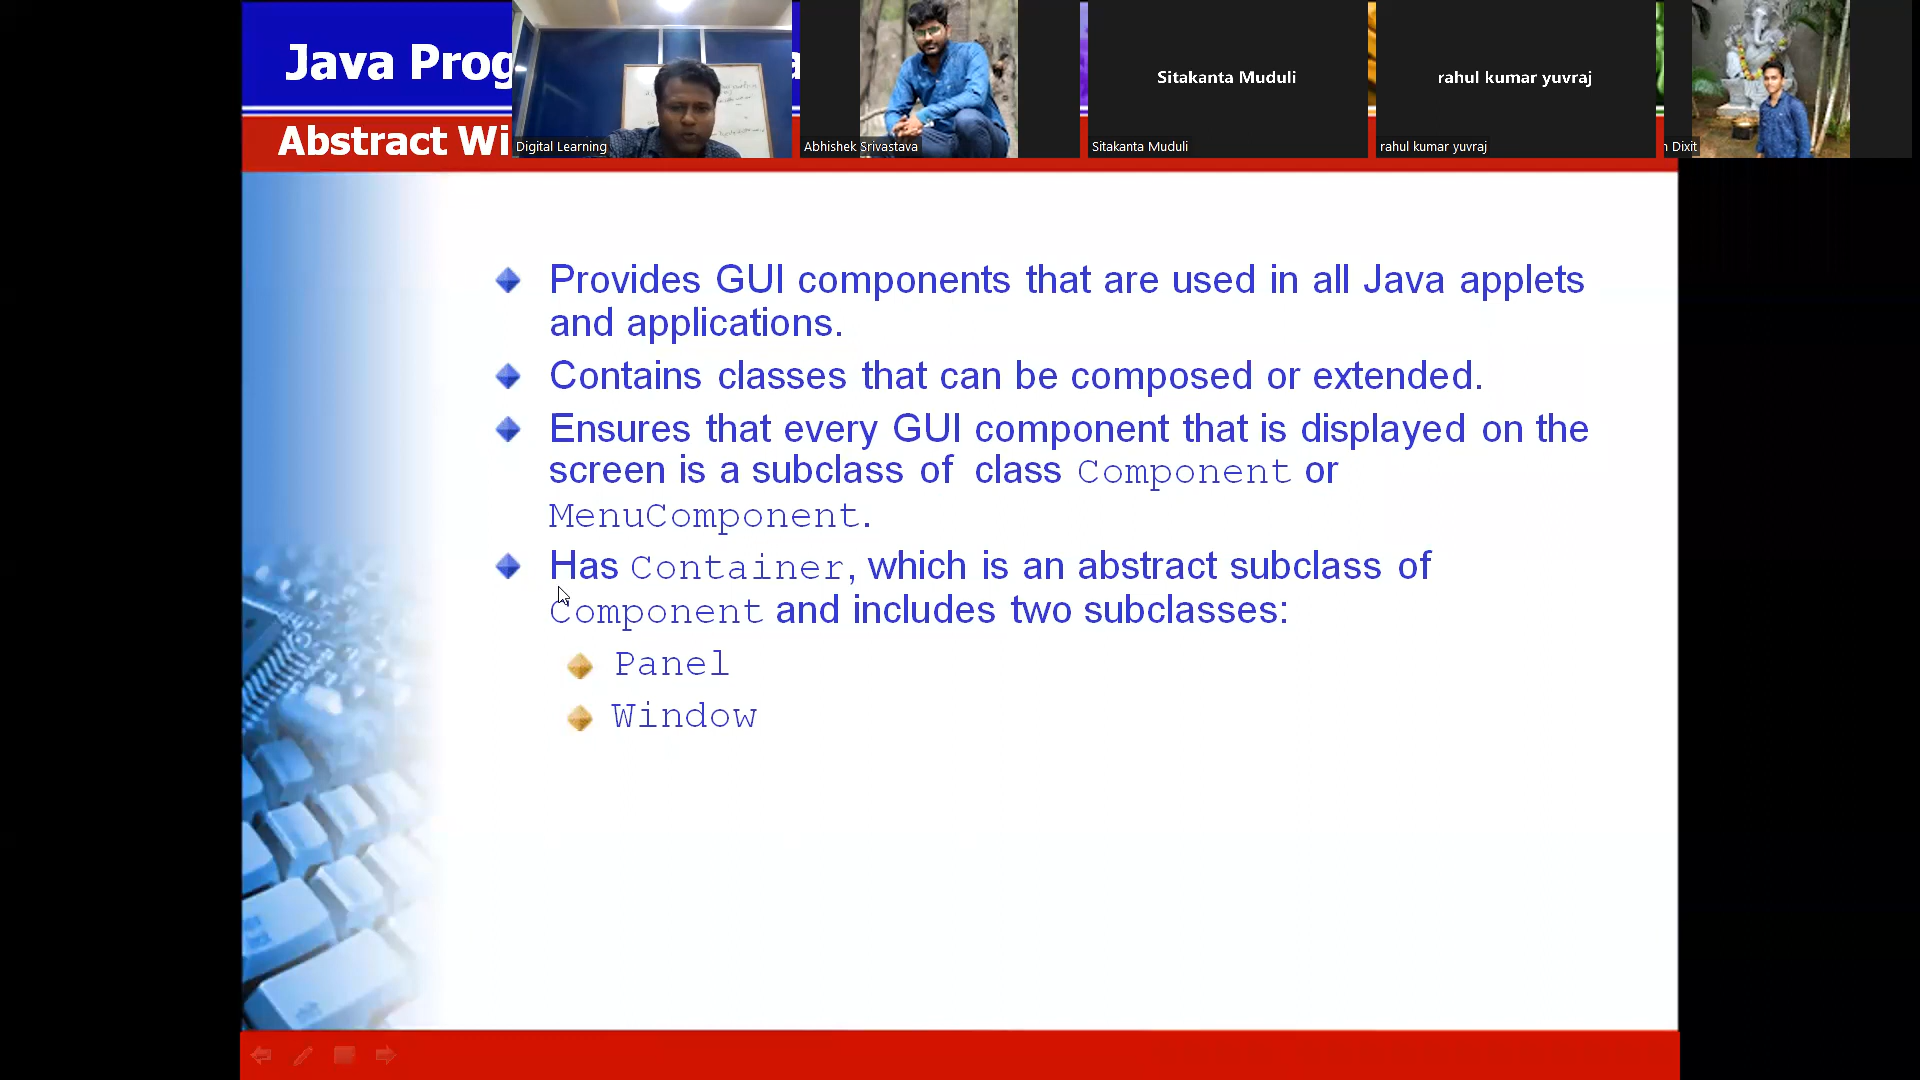 Java Prog
Abstract Wi
Digital Learning
Abhishek Srivastava
Sitakanta Muduli
Sitakanta Muduli
rahul kumar yuvraj
rahul kumar yuvraj
Dixit
Provides GUI components that are used in all Java applets
and applications.
Contains classes that can be composed or extended.
Ensures that every GUI component that is displayed on the
screen is a subclass of class Component or
MenuComponent.
Has Container, which is an abstract subclass of
Component and includes two subclasses:
Panel
Window